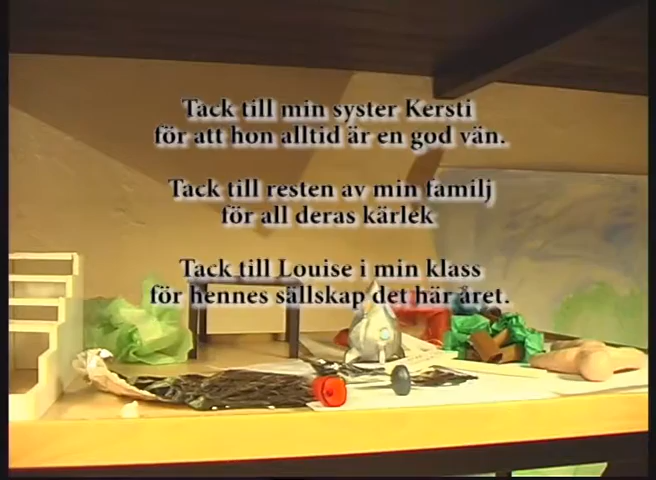 Tack till min syster Kersti
för att hon alltid är en god vän.
Tack till resten av min familj
för all deras kärlek
Tack till Louise i min klass
för hennes sällskap det här året.